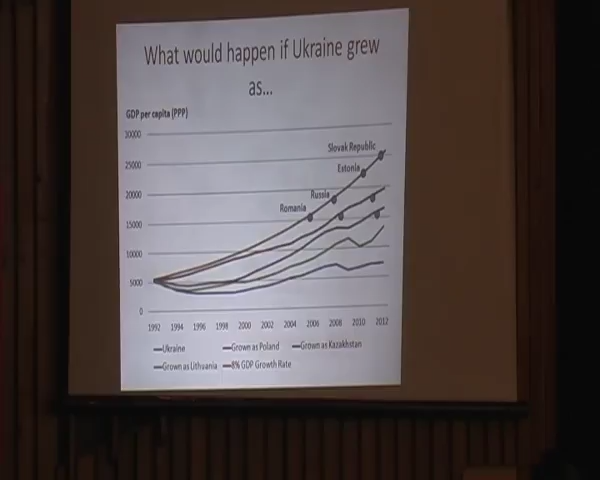 What would happen if Ukraine grew
as...
GDP per capita (PPP)
30000
Slovak Republic
25000
Estonia
20000
Russia
Romania
15000
10000
5000
0
1992 1994 1996 1998 2000 2002 2004 2006 2008 2010 2012
Ukraine Grown as Poland Grown as Kazakhstan
Grown as Lithuania 8% GDP Growth Rate